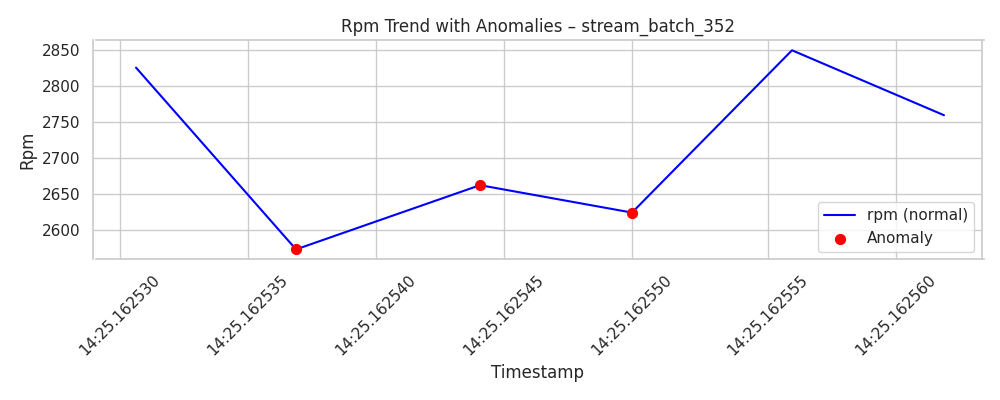 Rpm Trend with Anomalies – stream_batch_352
2850
2800
2750
2700
2650
2600
Rpm
rpm (normal)
Anomaly
14:25.162530
14:25.162535
14:25.162540
14:25.162545
14:25.162550
14:25.162555
14:25.162560
Timestamp